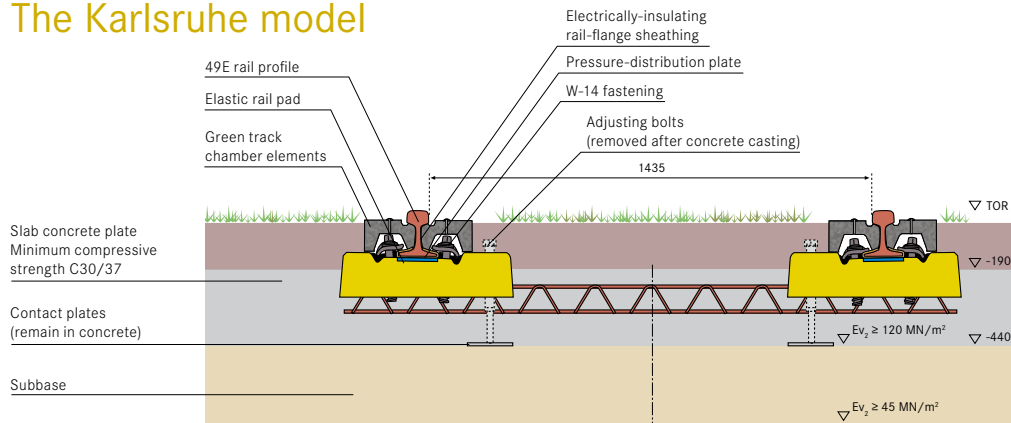 The Karlsruhe model
Electrically-insulating
rail-flange sheathing
49E rail profile
Pressure-distribution plate
Elastic rail pad
W-14 fastening
Green track
chamber elements
Adjusting bolts
(removed after concrete casting)
1435
TOR
Slab concrete plate
Minimum compressive
strength C30/37
-190
Contact plates
(remain in concrete)
Ev₂ ≥ 120 MN/m²
-440
Subbase
Ev₂ ≥ 45 MN/m²